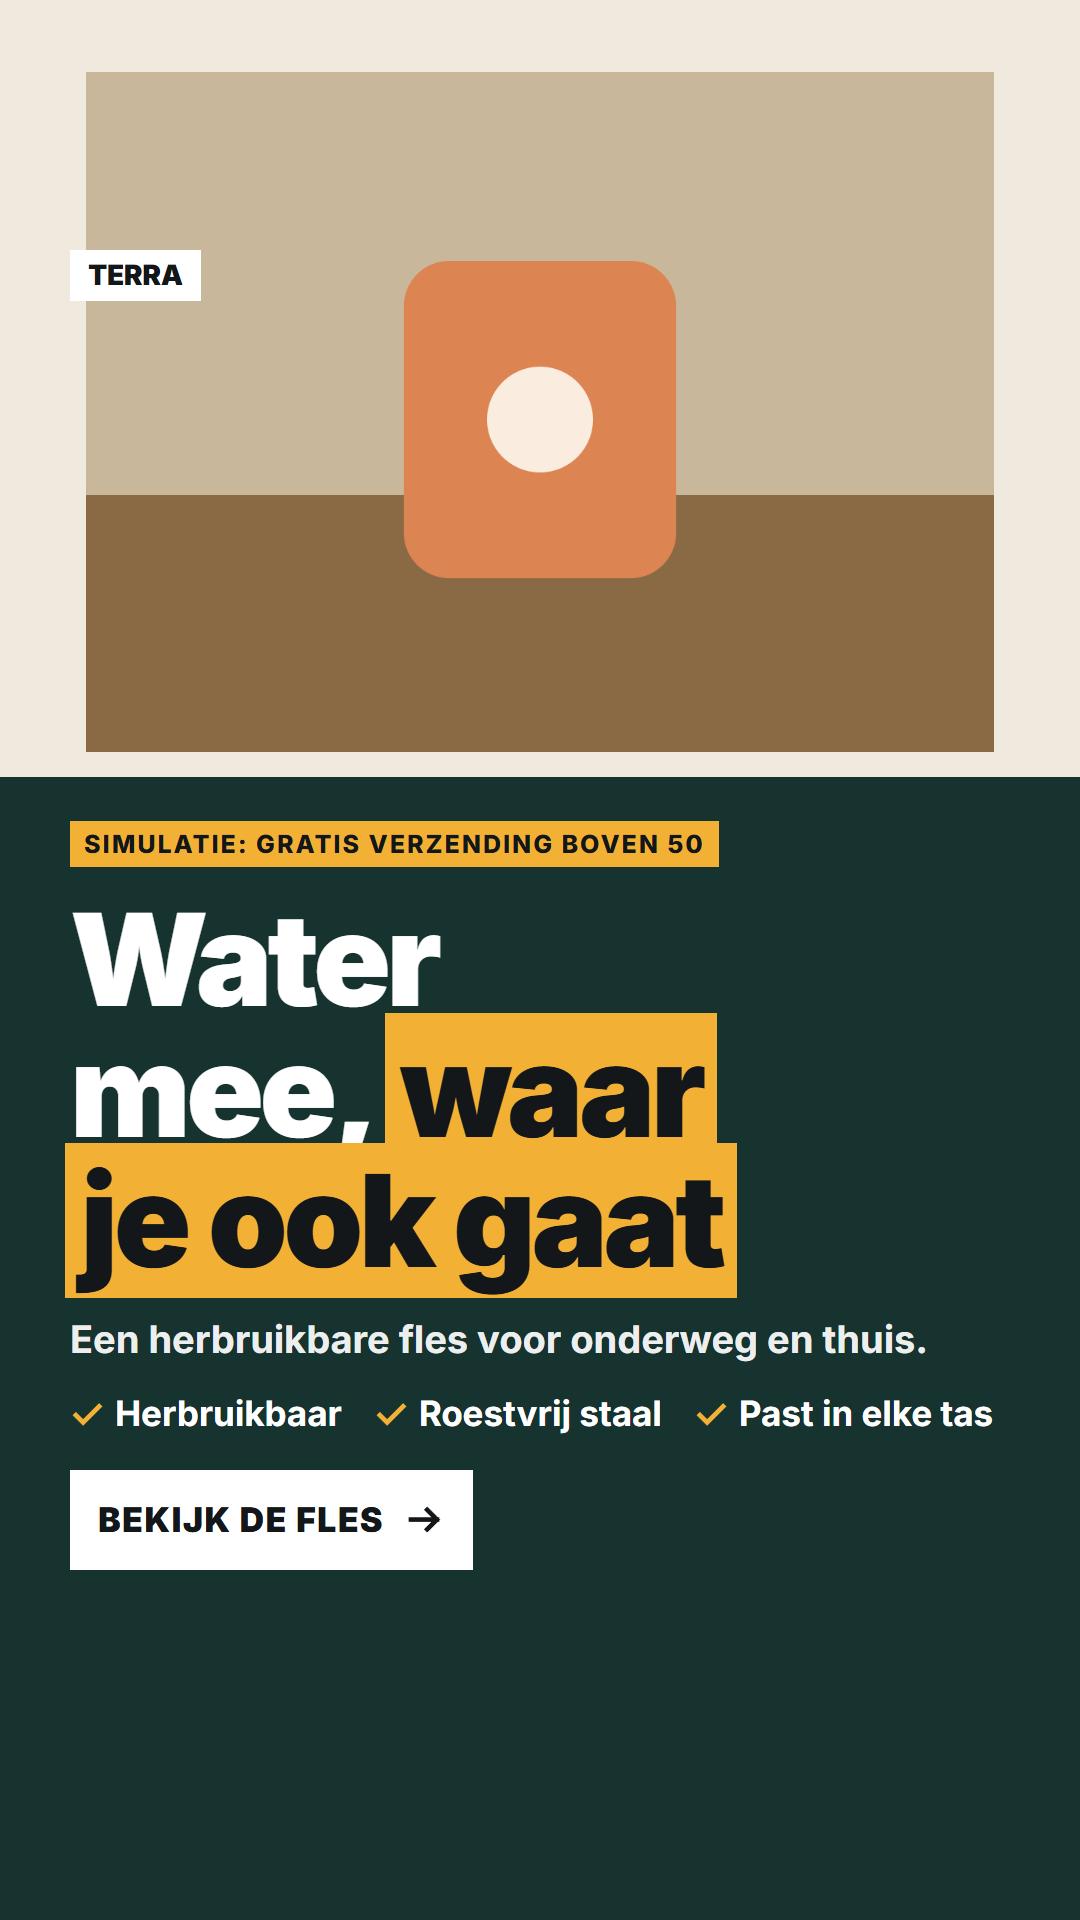 TERRA
SIMULATIE: GRATIS VERZENDING BOVEN 50
Water
mee, waar
je ook gaat
Een herbruikbare fles voor onderweg en thuis.
Herbruikbaar Roestvrij staal Past in elke tas
BEKIJK DE FLES →